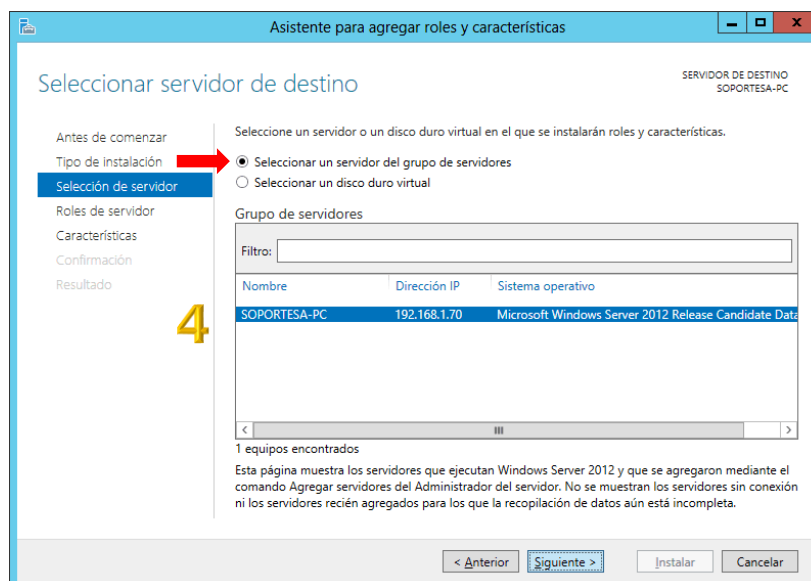 Asistente para agregar roles y características
Seleccionar servidor de destino
SERVIDOR DE DESTINO
SOPORTESA-PC
Antes de comenzar
Tipo de instalación
Selección de servidor
Roles de servidor
Características
Confirmación
Resultado
4
Seleccione un servidor o un disco duro virtual en el que se instalarán roles y características.
Seleccionar un servidor del grupo de servidores
Seleccionar un disco duro virtual
Grupo de servidores
Filtro:
Nombre Dirección IP Sistema operativo
SOPORTESA-PC 192.168.1.70 Microsoft Windows Server 2012 Release Candidate Data
1 equipos encontrados
Esta página muestra los servidores que ejecutan Windows Server 2012 y que se agregaron mediante el
comando Agregar servidores del Administrador del servidor. No se muestran los servidores sin conexión
ni los servidores recién agregados para los que la recopilación de datos aún está incompleta.
< Anterior Siguiente > Instalar Cancelar